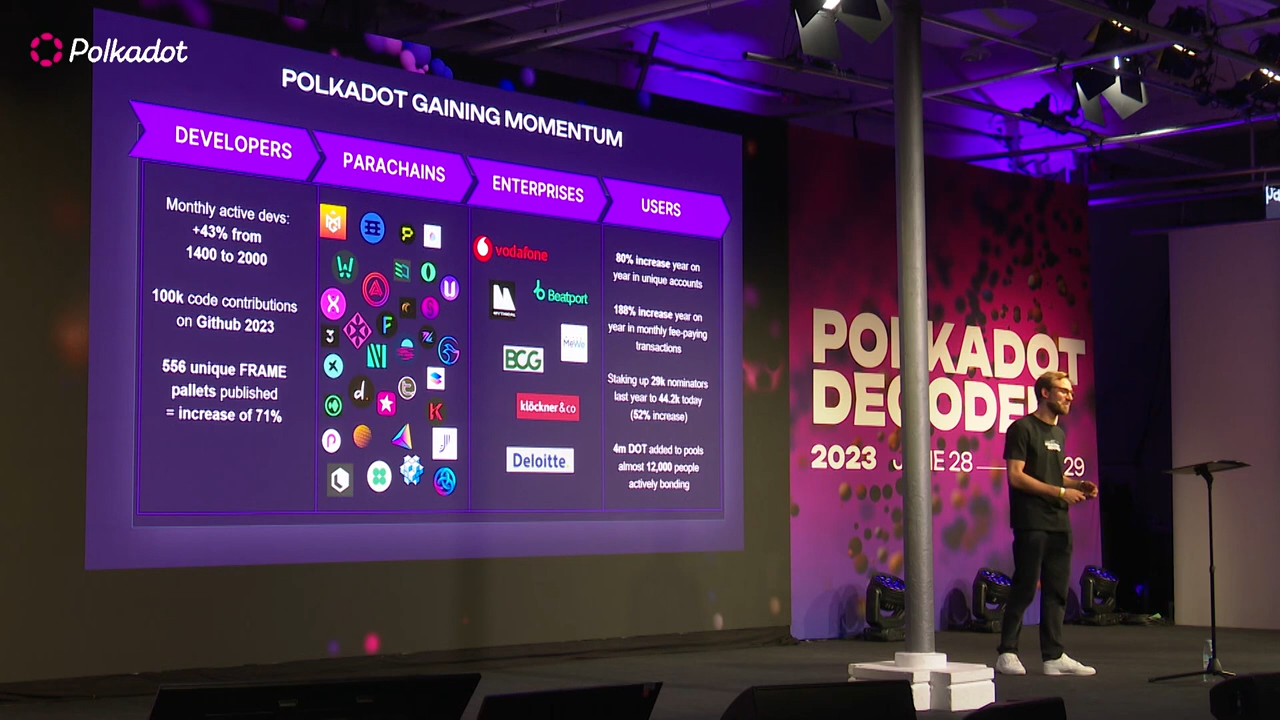 Polkadot
POLKADOT GAINING MOMENTUM
DEVELOPERS
PARACHAINS
ENTERPRISES
USERS
Monthly active devs:
+43% from
1400 to 2000
100k code contributions
on Github 2023
556 unique FRAME
pallets published
= increase of 71%
vodafone
Beatport
MYTHICAL
MeWe
BCG
klöckner & co
Deloitte.
80% increase year on
year in unique accounts
188% increase year on
year in monthly fee-paying
transactions
Staking up 29k nominators
last year to 44.2k today
(52% increase)
4m DOT added to pools
almost 12,000 people
actively bonding
POLKADOT
DECODE
2023
28
29